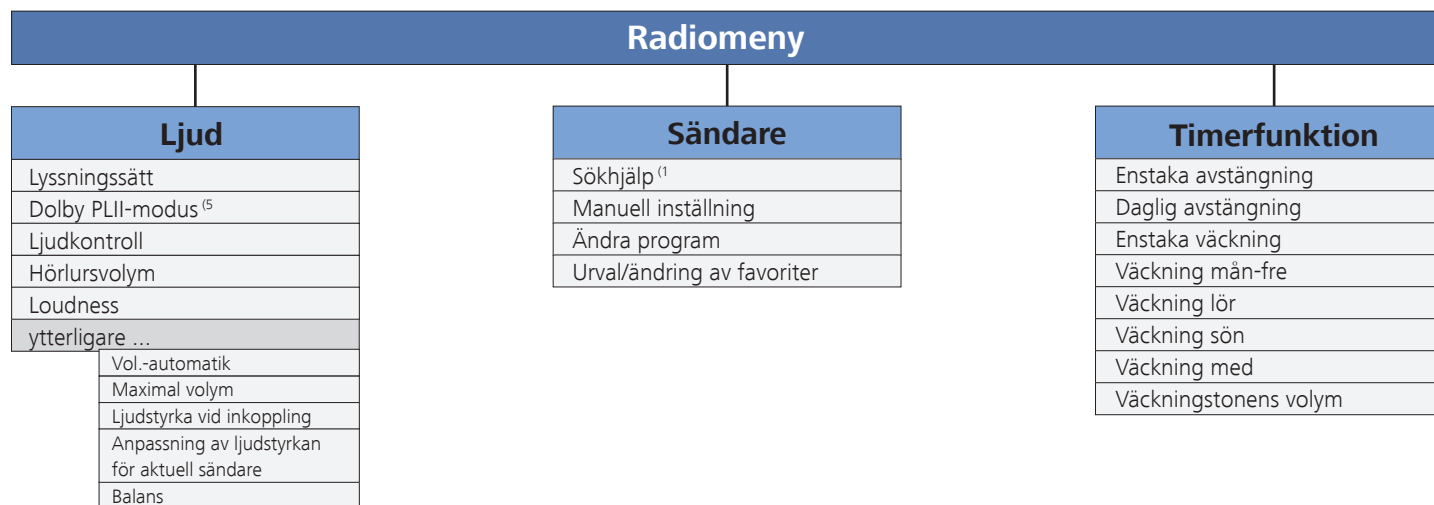 Radiomeny
Ljud
Lyssningssätt
Dolby PLII-modus (5
Ljudkontroll
Hörlursvolym
Loudness
ytterligare ...
Vol.-automatik
Maximal volym
Ljudstyrka vid inkoppling
Anpassning av ljudstyrkan
för aktuell sändare
Balans
Sändare
Sökhjälp (1
Manuell inställning
Ändra program
Urval/ändring av favoriter
Timerfunktion
Enstaka avstängning
Daglig avstängning
Enstaka väckning
Väckning mån-fre
Väckning lör
Väckning sön
Väckning med
Väckningstonens volym